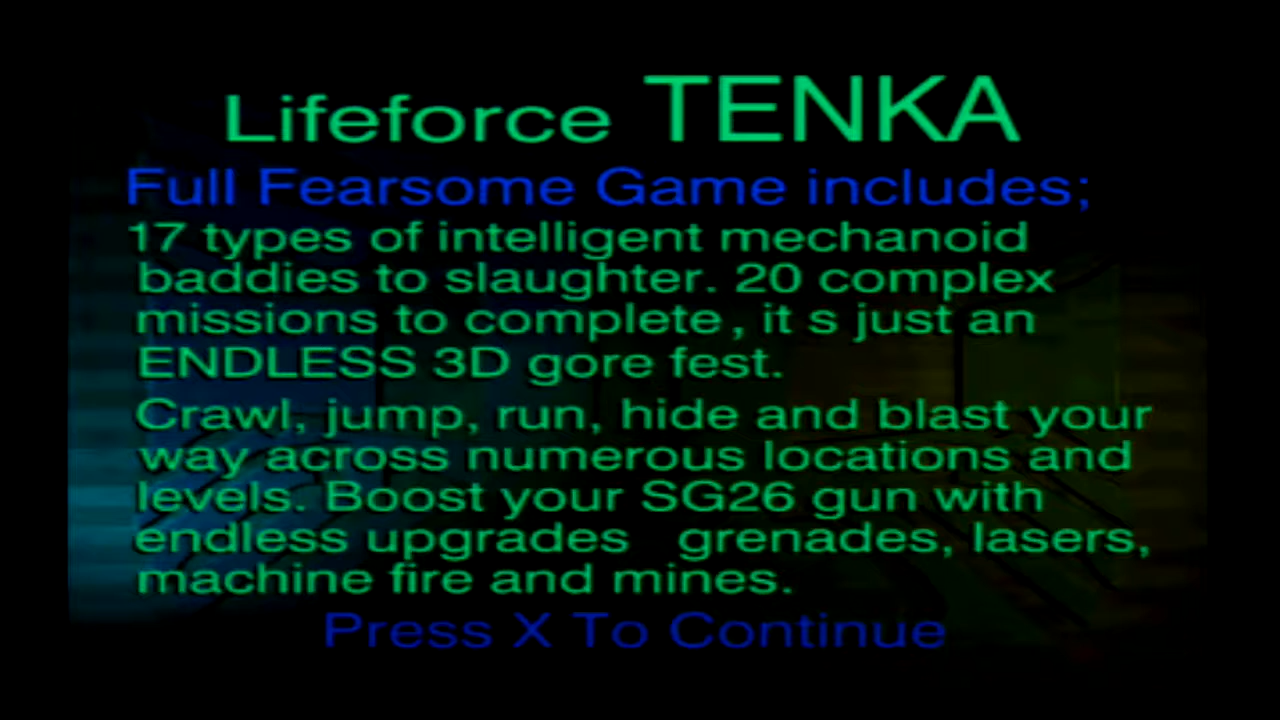 Lifeforce TENKA
Full Fearsome Game includes;
17 types of intelligent mechanoid
baddies to slaughter. 20 complex
missions to complete, it s just an
ENDLESS 3D gore fest.
Crawl, jump, run, hide and blast your
way across numerous locations and
levels. Boost your SG26 gun with
endless upgrades grenades, lasers,
machine fire and mines.
Press X To Continue